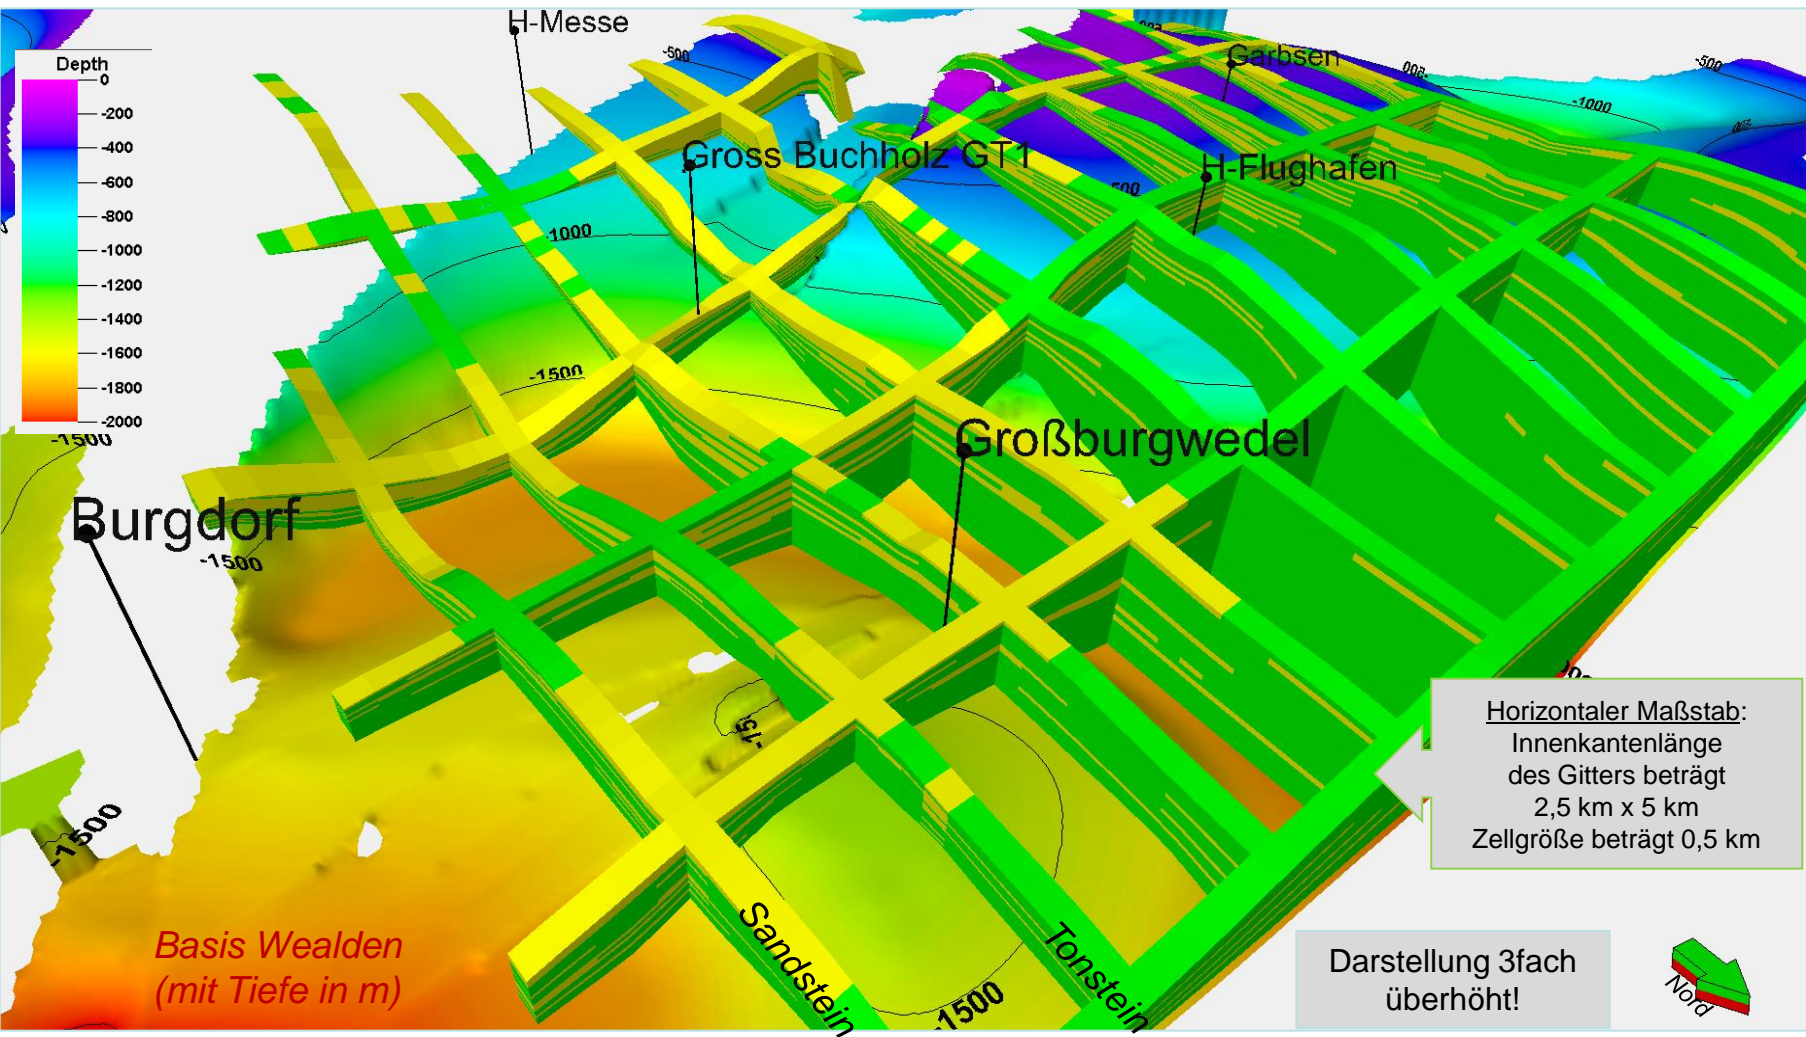 H-Messe
-500
Garbsen
-500
-1000
Depth
0
-200
-400
-600
-800
-1000
-1200
-1400
-1600
-1800
-2000
Gross Buchholz GT1
H-Flughafen
500
1000
-1500
-1500
Großburgwedel
Burgdorf
-1500
-1500
Horizontaler Maßstab:
Innenkantenlänge
des Gitters beträgt
2,5 km x 5 km
Zellgröße beträgt 0,5 km
Basis Wealden
(mit Tiefe in m)
Sandstein
Tonstein
-1500
Darstellung 3fach
überhöht!
Nord